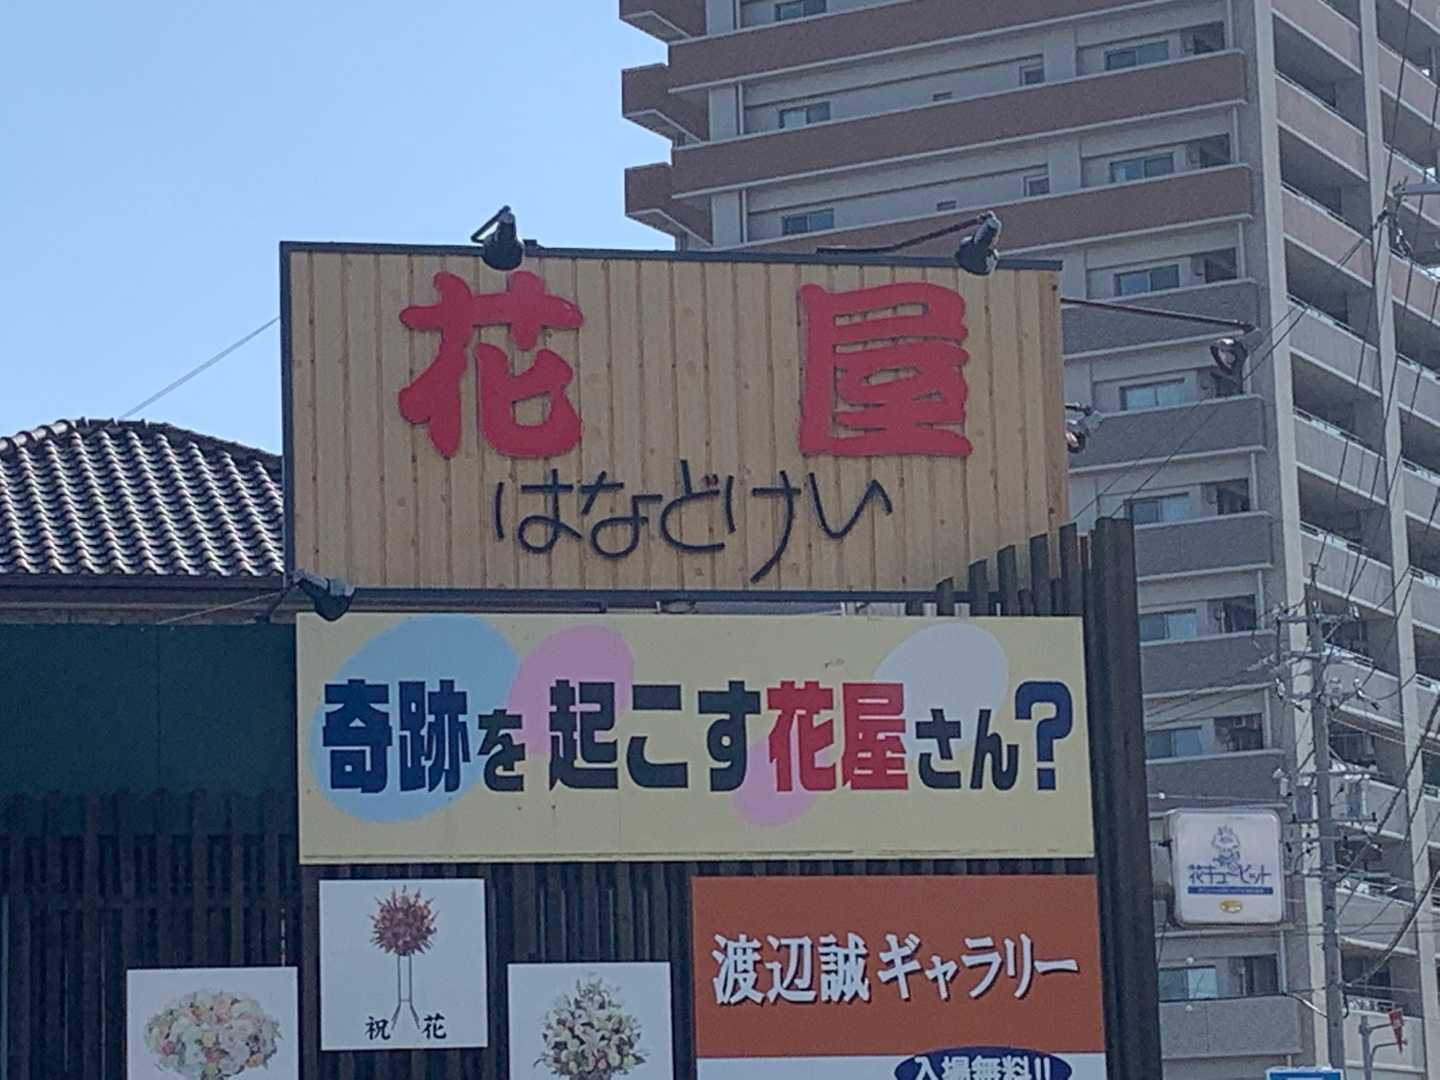 花屋
はなどけい
奇跡を起こす花屋さん?
花キューピット
祝花
渡辺誠ギャラリー
入場無料!!